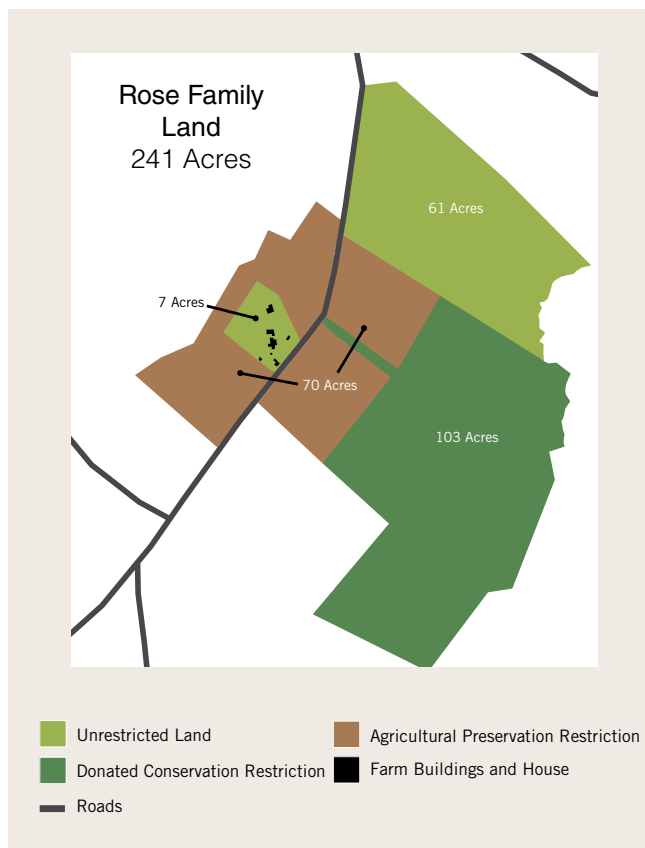 Rose Family
Land
241 Acres
61 Acres
7 Acres
70 Acres
103 Acres
Unrestricted Land
Agricultural Preservation Restriction
Donated Conservation Restriction
Farm Buildings and House
Roads